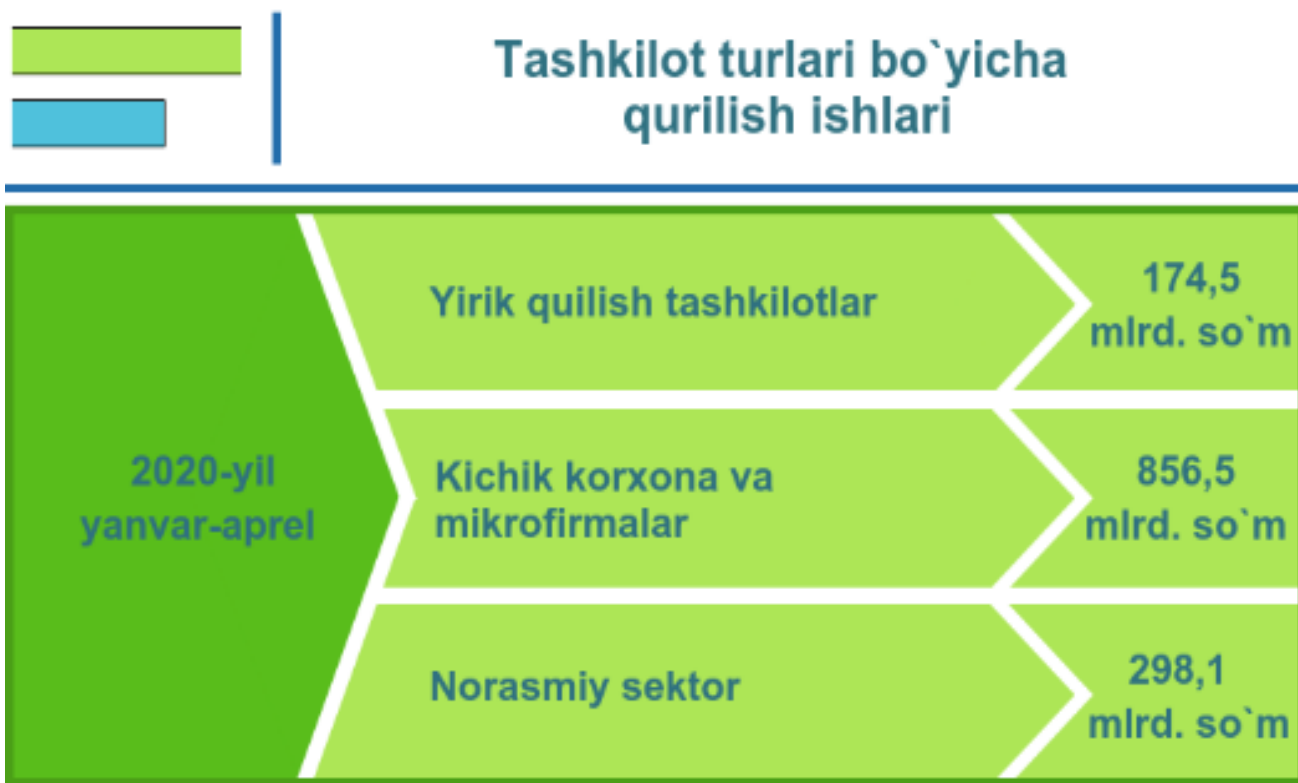 Tashkilot turlari bo`yicha
qurilish ishlari
2020-yil
yanvar-aprel
Yirik quilish tashkilotlar
174,5
mlrd. so`m
Kichik korxona va
mikrofirmalar
856,5
mlrd. so`m
Norasmiy sektor
298,1
mlrd. so`m